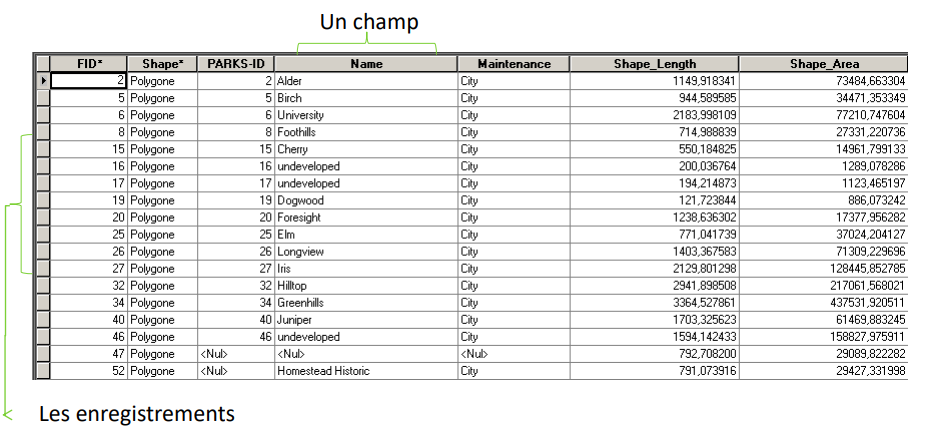 Un champ
FID* Shape* PARKS-ID Name Maintenance Shape_Length Shape_Area
2 Polygone 2 Alder City 1149,918341 73484,663304
5 Polygone 5 Birch City 944,589585 34471,353349
6 Polygone 6 University City 2183,998109 77210,747604
8 Polygone 8 Foothills City 714,988839 27331,220736
15 Polygone 15 Cherry City 550,184825 14961,799133
16 Polygone 16 undeveloped City 200,036764 1289,078286
17 Polygone 17 undeveloped City 194,214873 1123,465197
19 Polygone 19 Dogwood City 121,723844 886,073242
20 Polygone 20 Foresight City 1238,636302 17377,956282
25 Polygone 25 Elm City 771,041739 37024,204127
26 Polygone 26 Longview City 1403,367583 71309,229696
27 Polygone 27 Iris City 2129,801298 128445,852785
32 Polygone 32 Hilltop City 2941,898508 217061,568021
34 Polygone 34 Greenhills City 3364,527861 437531,920511
40 Polygone 40 Juniper City 1703,325623 61469,883245
46 Polygone 46 undeveloped City 1594,142433 158827,975911
47 Polygone <Nul> <Nul> <Nul> 792,708200 29089,822282
52 Polygone <Nul> Homestead Historic City 791,073916 29427,331998
Les enregistrements